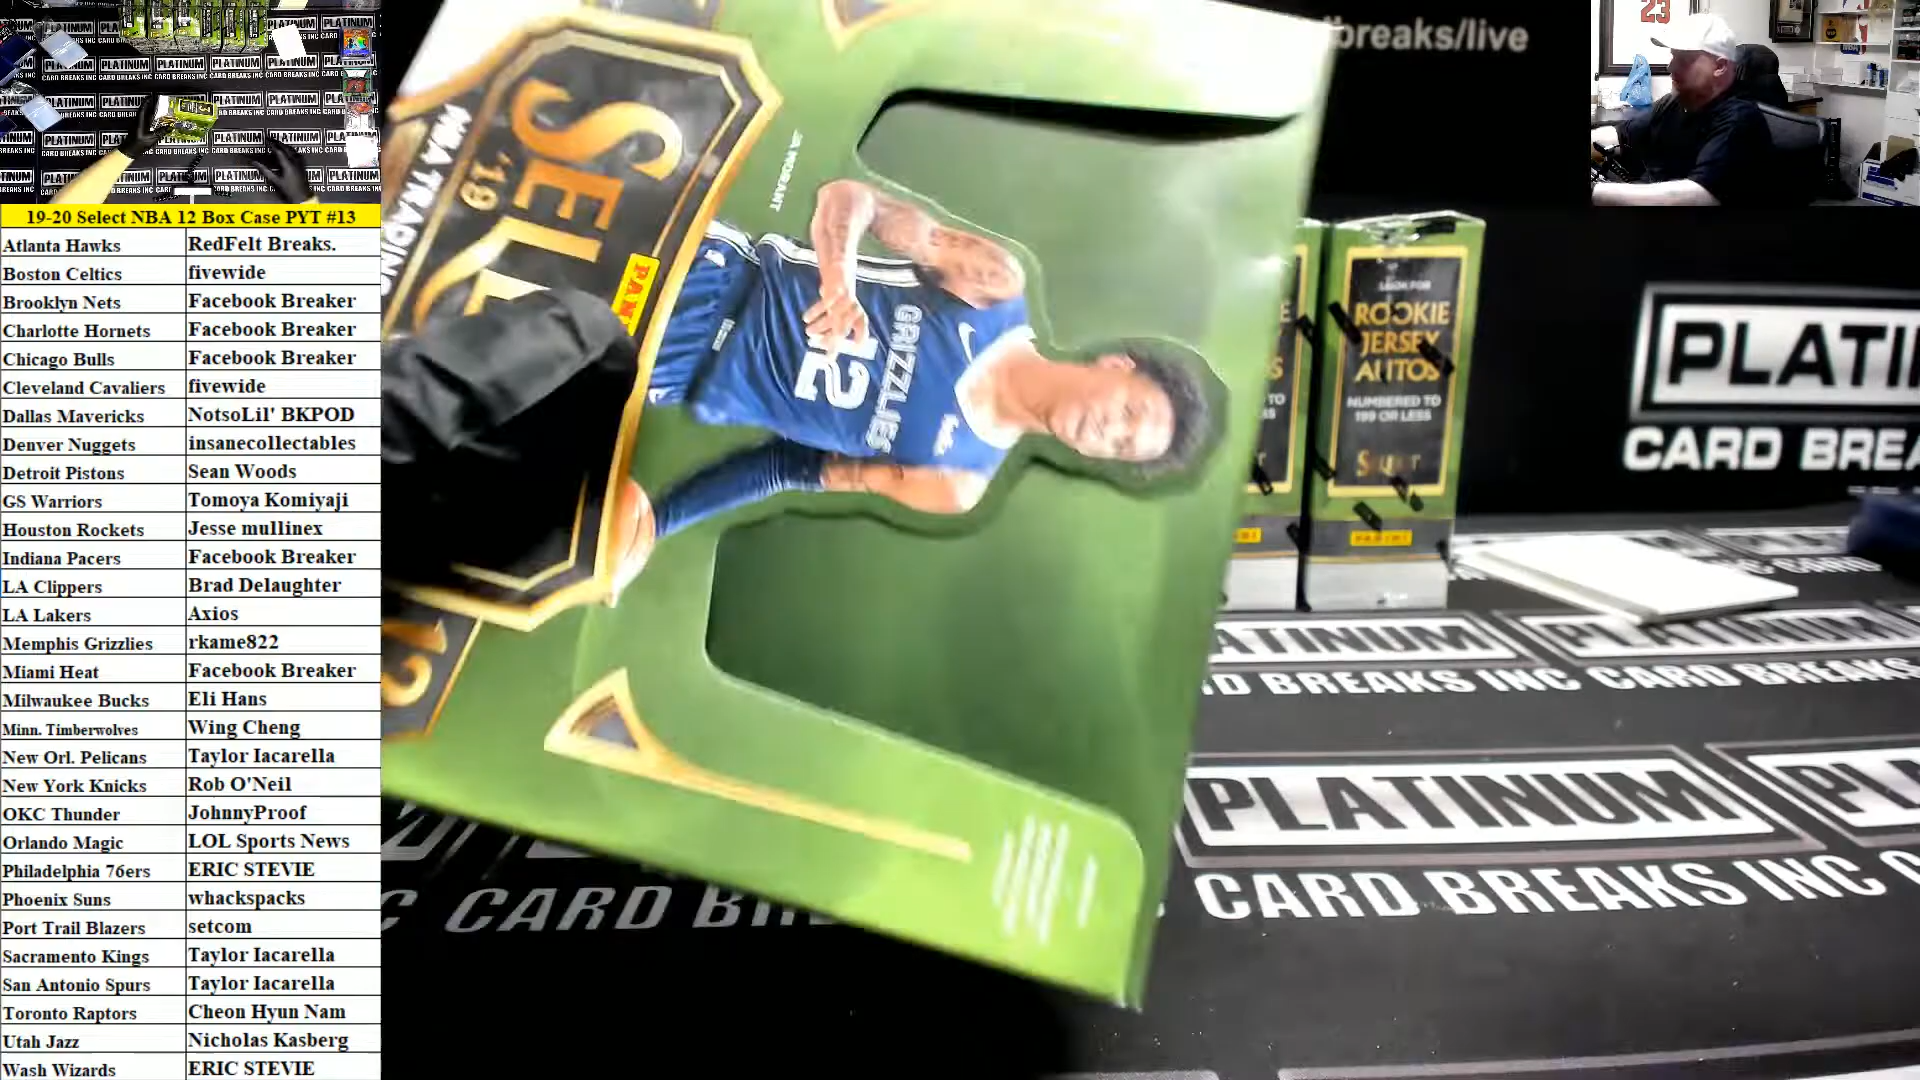 19-20 Select NBA 12 Box Case PYT #13
Atlanta Hawks RedFelt Breaks.
Boston Celtics fivewide
Brooklyn Nets Facebook Breaker
Charlotte Hornets Facebook Breaker
Chicago Bulls Facebook Breaker
Cleveland Cavaliers fivewide
Dallas Mavericks NotsoLil' BKPOD
Denver Nuggets insanecollectables
Detroit Pistons Sean Woods
GS Warriors Tomoya Komiyaji
Houston Rockets Jesse mullinex
Indiana Pacers Facebook Breaker
LA Clippers Brad Delaughter
LA Lakers Axios
Memphis Grizzlies rkame822
Miami Heat Facebook Breaker
Milwaukee Bucks Eli Hans
Minn. Timberwolves Wing Cheng
New Orl. Pelicans Taylor Iacarella
New York Knicks Rob O'Neil
OKC Thunder JohnnyProof
Orlando Magic LOL Sports News
Philadelphia 76ers ERIC STEVIE
Phoenix Suns whackspacks
Port Trail Blazers setcom
Sacramento Kings Taylor Iacarella
San Antonio Spurs Taylor Iacarella
Toronto Raptors Cheon Hyun Nam
Utah Jazz Nicholas Kasberg
Wash Wizards ERIC STEVIE
breaks/live
23
'19
NBA TRADING
JA MORANT
GRIZZLIES
12
ROOKIE
JERSEY
AUTOS
NUMBERED TO
199 OR LESS
PANINI
CARD BREA
PLATINUM
CARD BREAKS INC